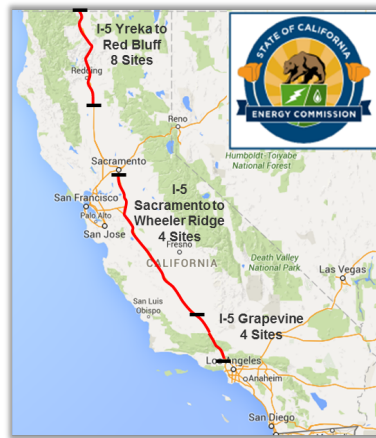 I-5 Yreka to
Red Bluff
8 Sites
STATE OF CALIFORNIA
ENERGY COMMISSION
Redding
Reno
Humboldt-Toiyabe
National Forest
Sacramento
I-5
Sacramento to
Wheeler Ridge
4 Sites
San Francisco
Palo Alto
San Jose
Fresno
CALIFORNIA
Death Valley
National Park
Las Vegas
San Luis
Obispo
I-5 Grapevine
4 Sites
Los Angeles
Anaheim
San Diego